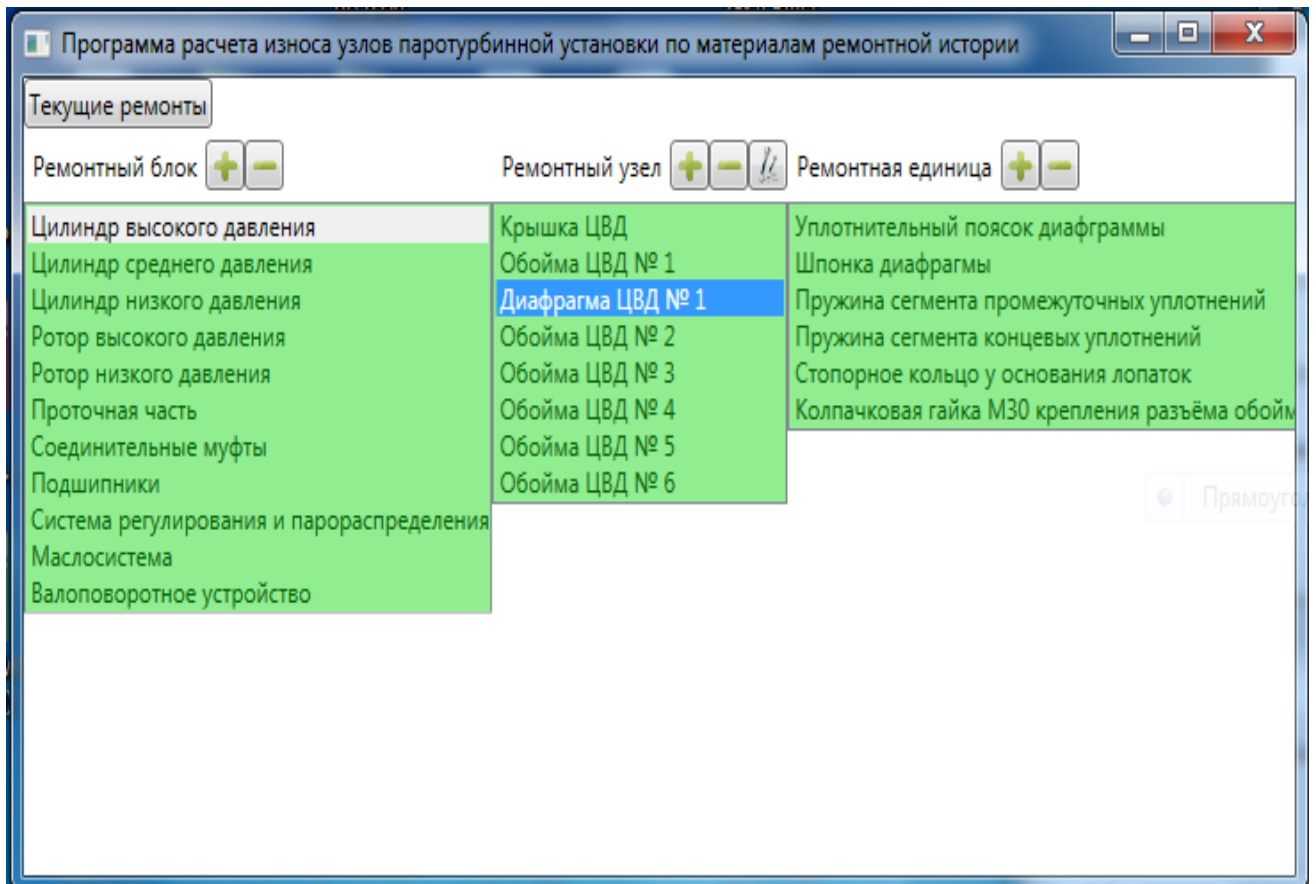 Программа расчета износа узлов паротурбинной установки по материалам ремонтной истории
Текущие ремонты
Ремонтный блок
Ремонтный узел
Ремонтная единица
Цилиндр высокого давления
Цилиндр среднего давления
Цилиндр низкого давления
Ротор высокого давления
Ротор низкого давления
Проточная часть
Соединительные муфты
Подшипники
Система регулирования и парораспределения
Маслосистема
Валоповоротное устройство
Крышка ЦВД
Обойма ЦВД № 1
Диафрагма ЦВД № 1
Обойма ЦВД № 2
Обойма ЦВД № 3
Обойма ЦВД № 4
Обойма ЦВД № 5
Обойма ЦВД № 6
Уплотнительный поясок диафграммы
Шпонка диафрагмы
Пружина сегмента промежуточных уплотнений
Пружина сегмента концевых уплотнений
Стопорное кольцо у основания лопаток
Колпачковая гайка М30 крепления разъёма обойм
Прямоуго